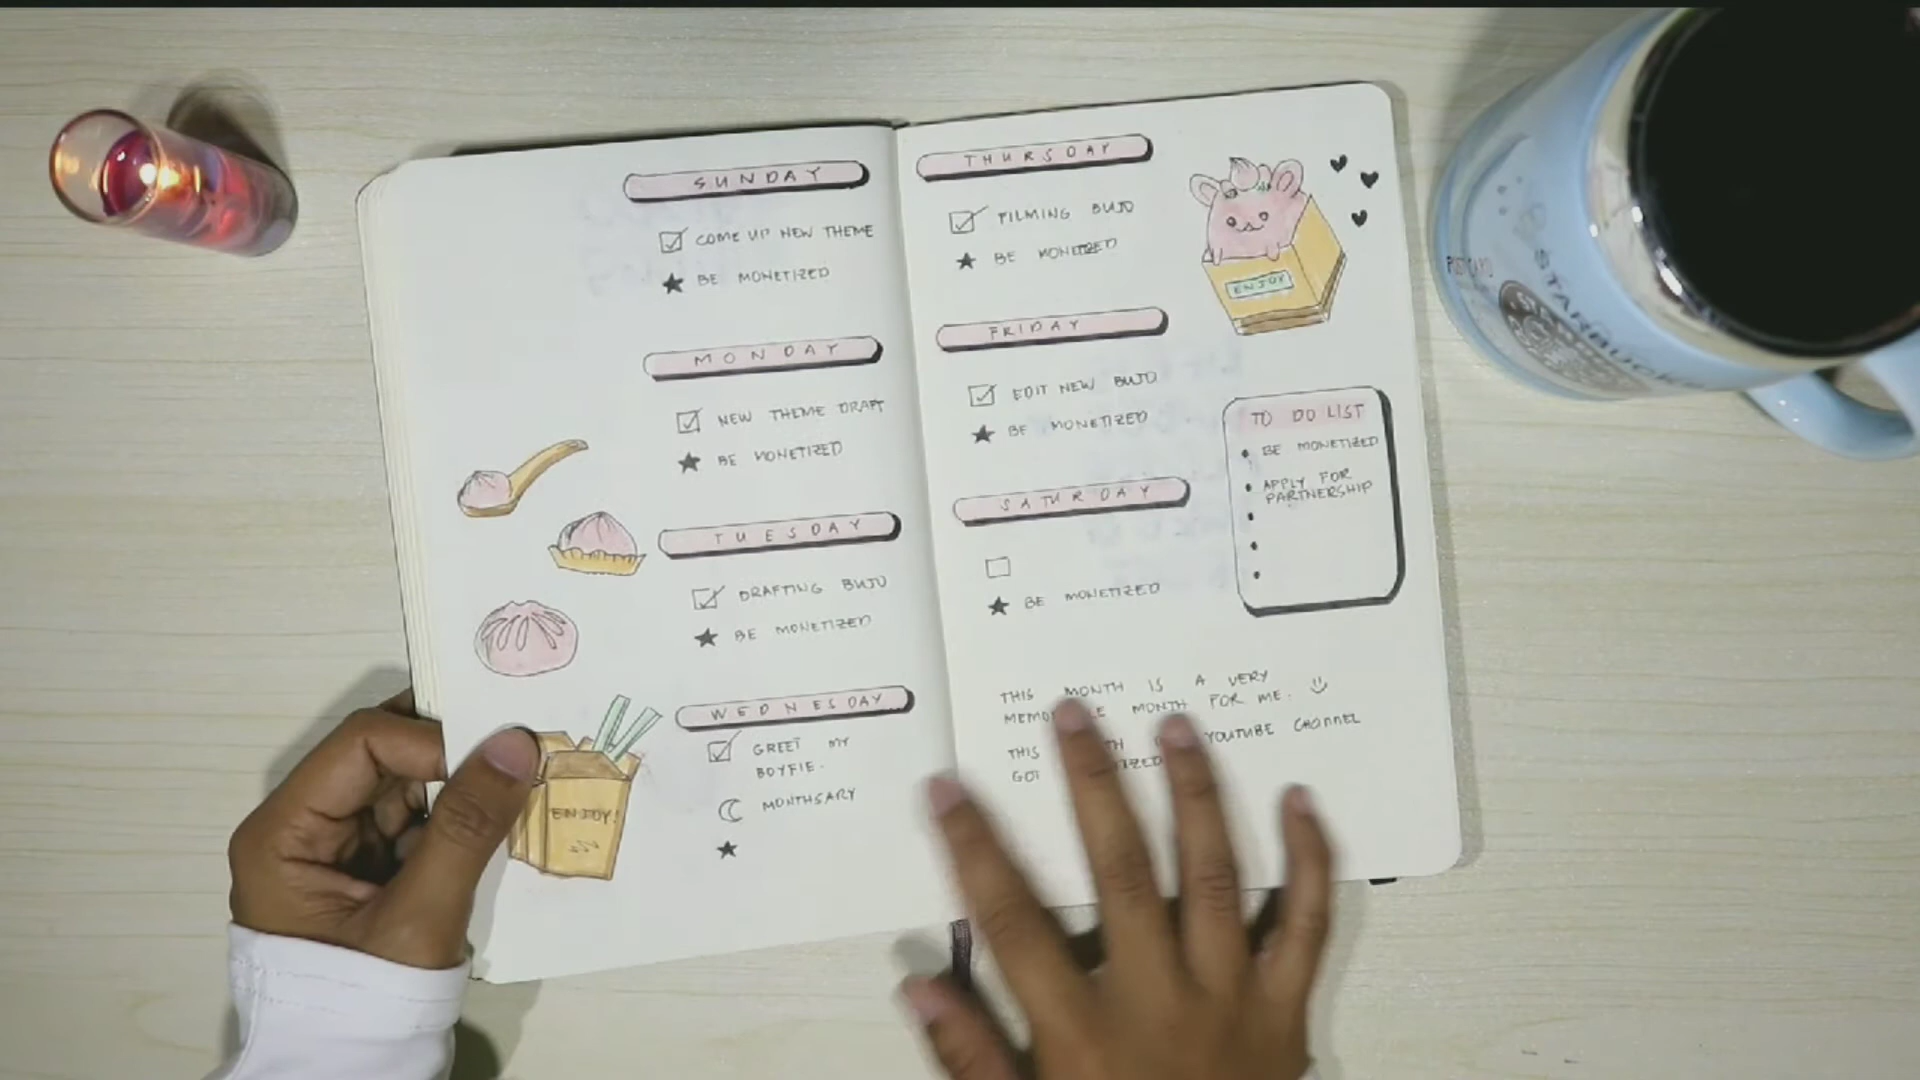 SUNDAY
COME UP NEW THEME
BE MONETIZED
MONDAY
NEW THEME DRAFT
BE MONETIZED
TUESDAY
DRAFTING BUJO
BE MONETIZED
WEDNESDAY
GREET MY
BOYFIE.
MONTHSARY
ENJOY!
THURSDAY
FILMING BUJO
BE MONETIZED
ENJOY
FRIDAY
EDIT NEW BUJO
BE MONETIZED
SATURDAY
BE MONETIZED
TO DO LIST
BE MONETIZED
APPLY FOR
PARTNERSHIP
THIS MONTH IS A VERY
MONTH FOR ME.
THIS YOUTUBE CHANNEL
GOT
STARBUCKS